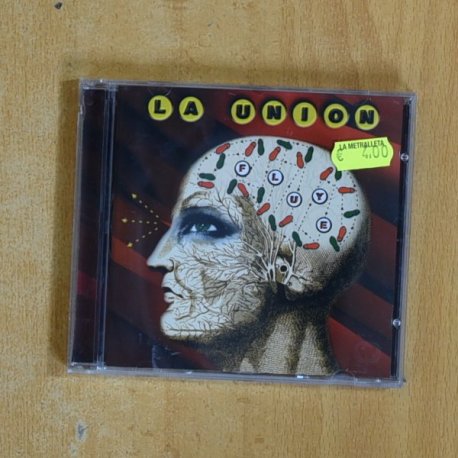 LA UNION
LA METRALLETA
€ 4,00
FLUYE